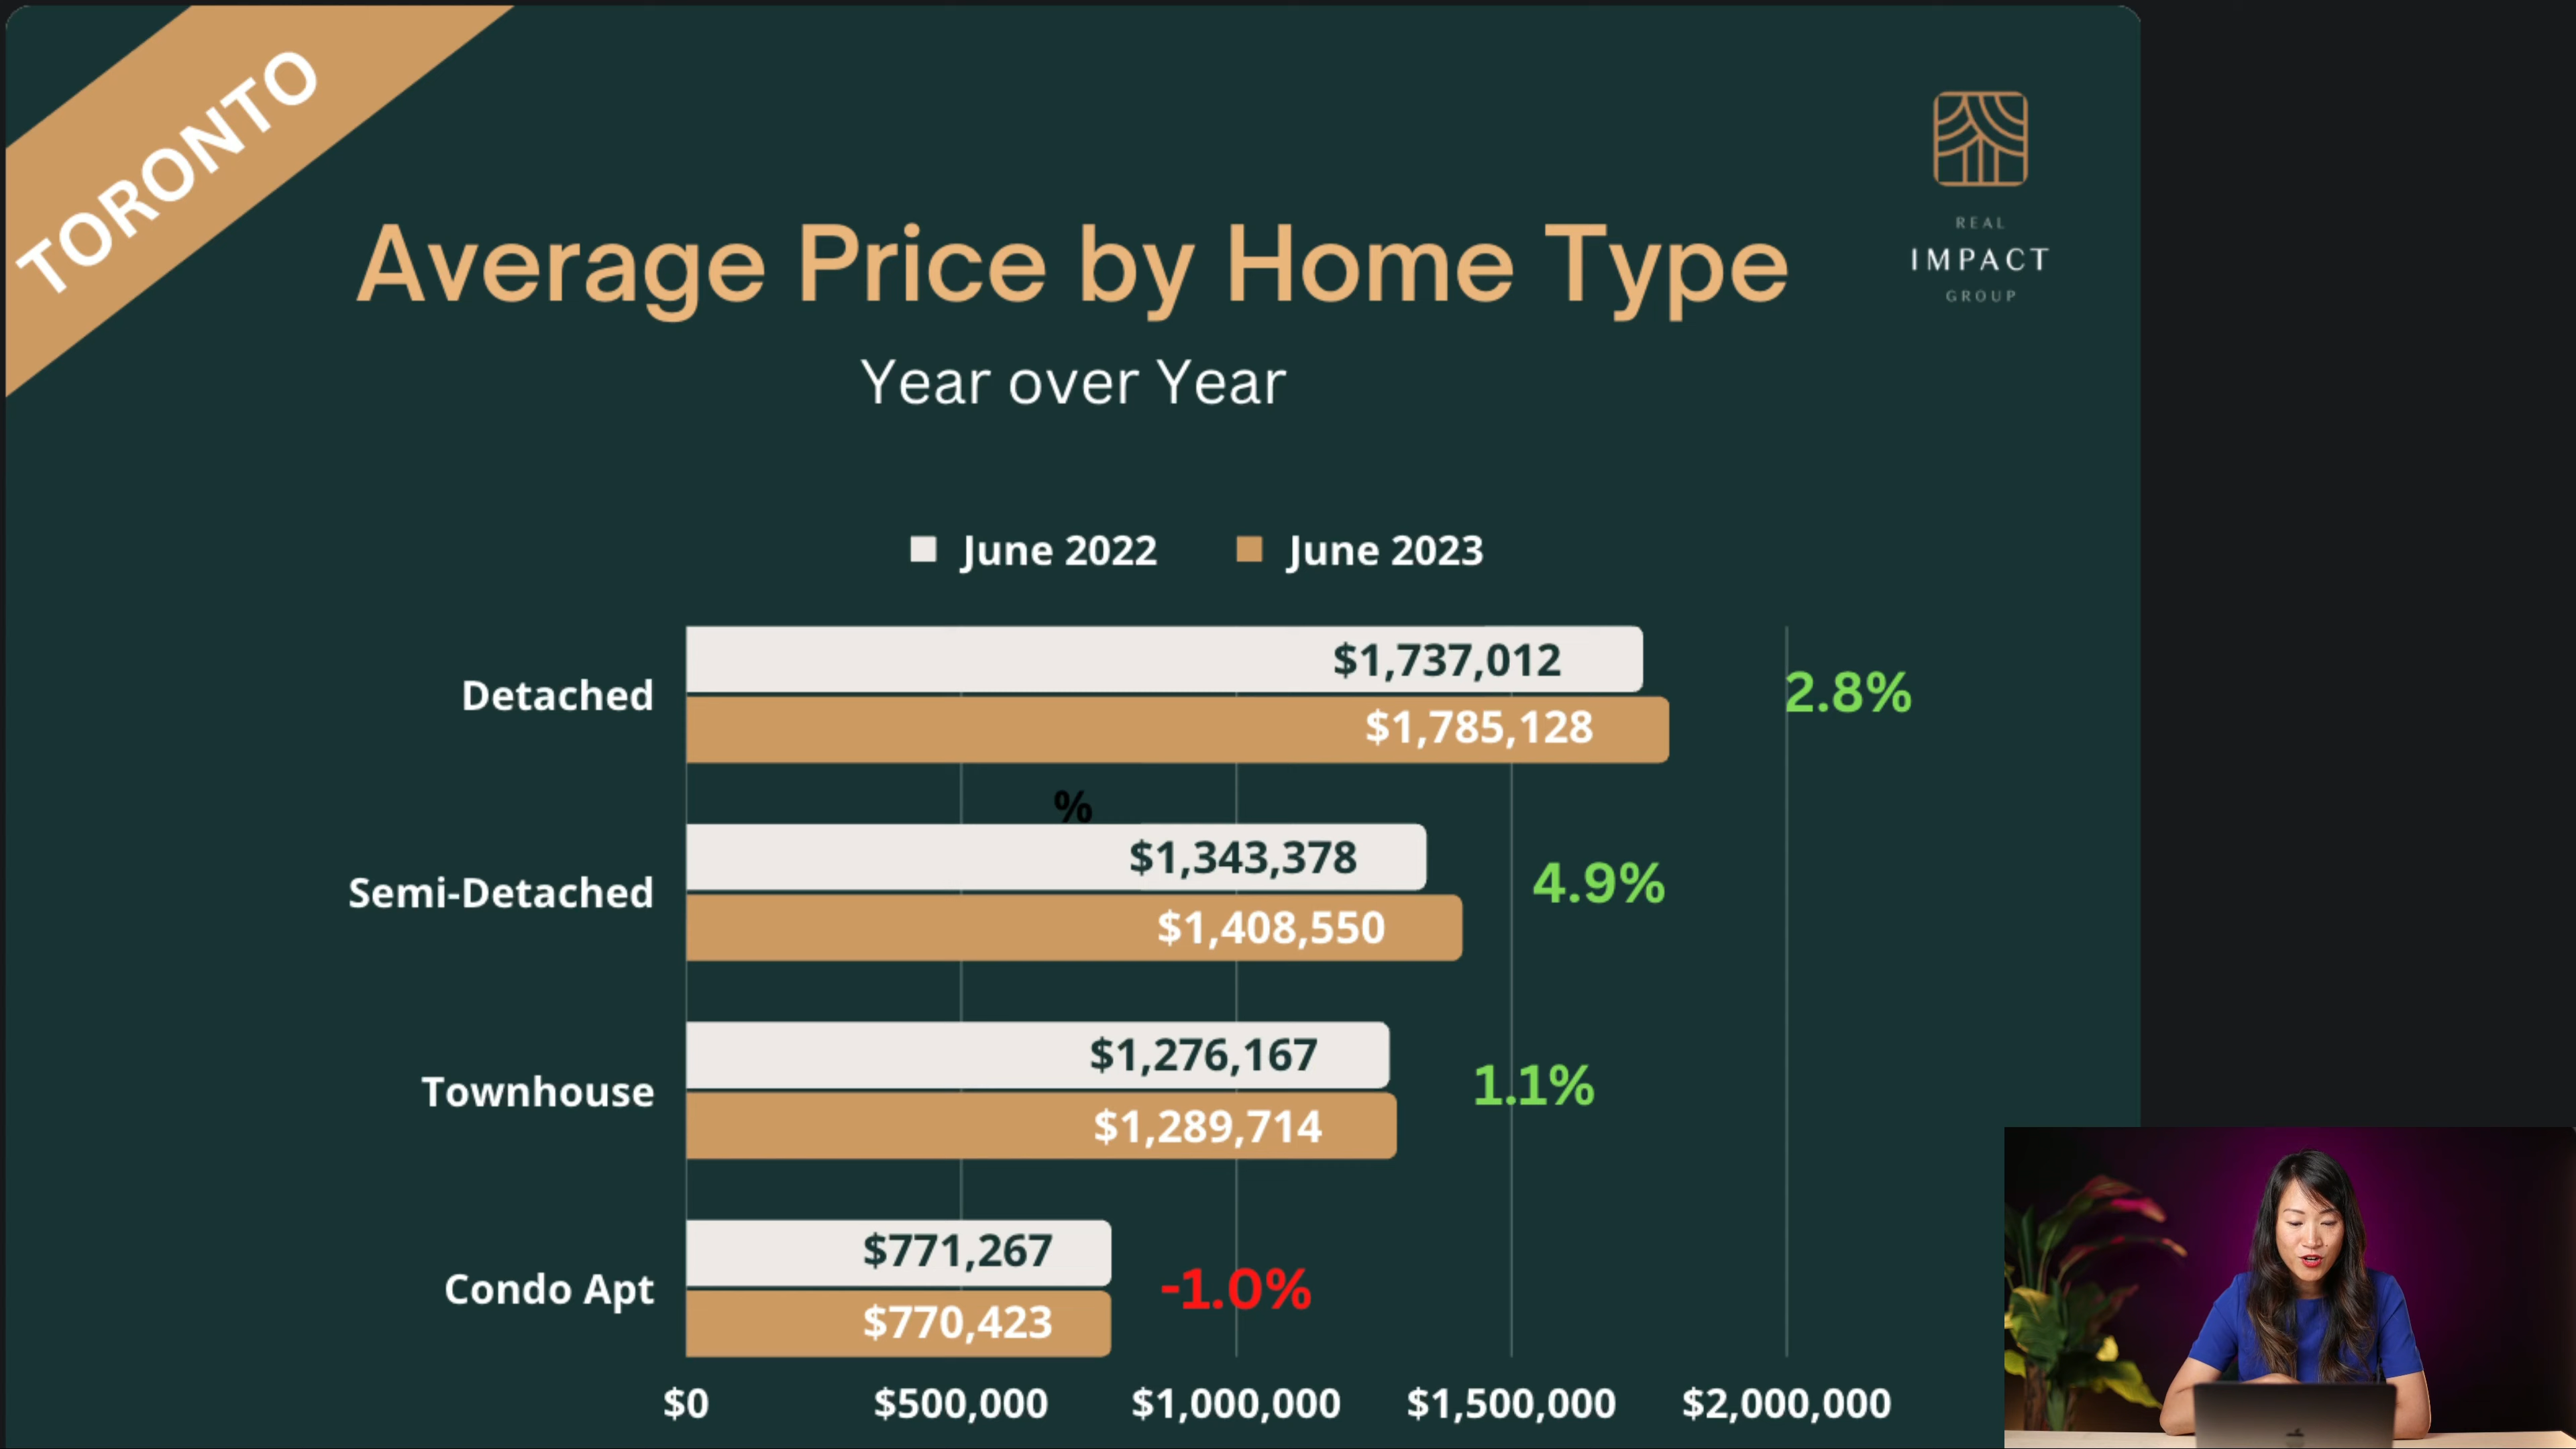 TORONTO
REAL
IMPACT
GROUP
Average Price by Home Type
Year over Year
June 2022 June 2023
Detached
$1,737,012
$1,785,128
2.8%
%
Semi-Detached
$1,343,378
$1,408,550
4.9%
Townhouse
$1,276,167
$1,289,714
1.1%
Condo Apt
$771,267
$770,423
-1.0%
$0 $500,000 $1,000,000 $1,500,000 $2,000,000